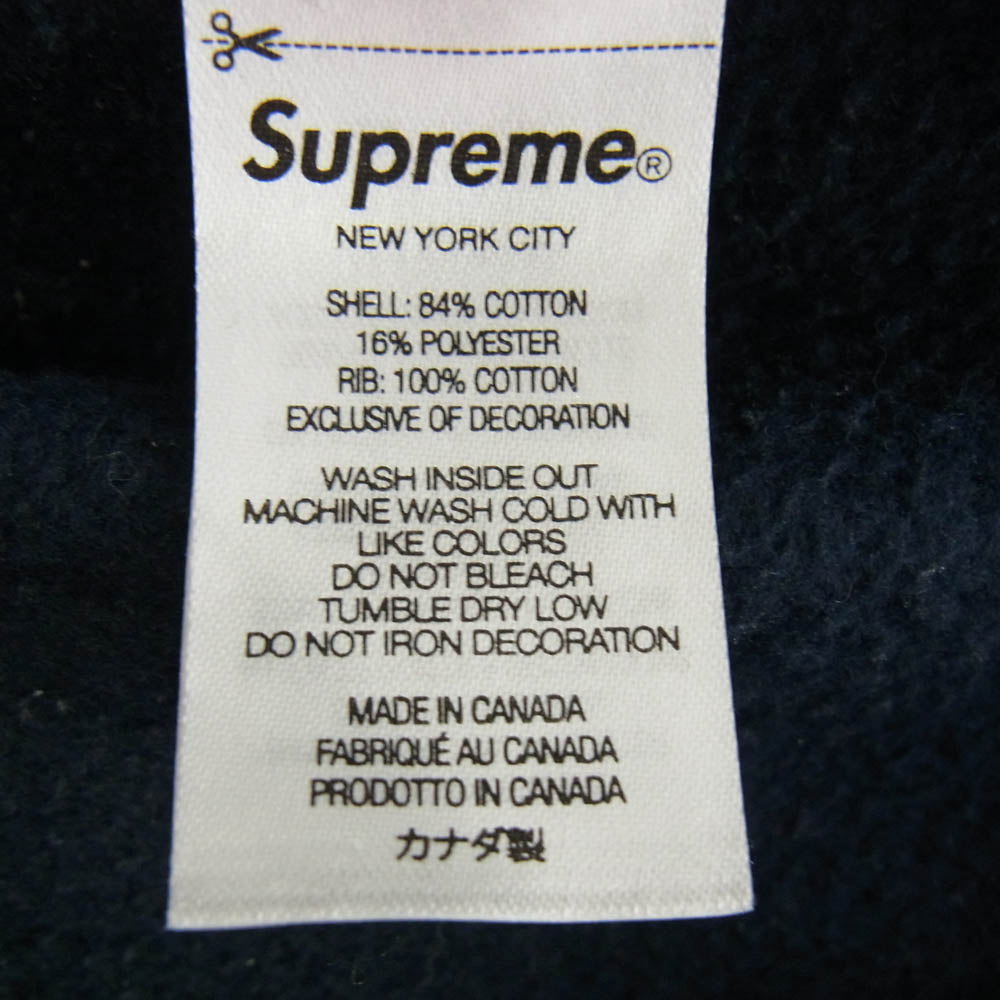 Supreme®
NEW YORK CITY
SHELL: 84% COTTON
16% POLYESTER
RIB: 100% COTTON
EXCLUSIVE OF DECORATION
WASH INSIDE OUT
MACHINE WASH COLD WITH
LIKE COLORS
DO NOT BLEACH
TUMBLE DRY LOW
DO NOT IRON DECORATION
MADE IN CANADA
FABRIQUÉ AU CANADA
PRODOTTO IN CANADA
カナダ製